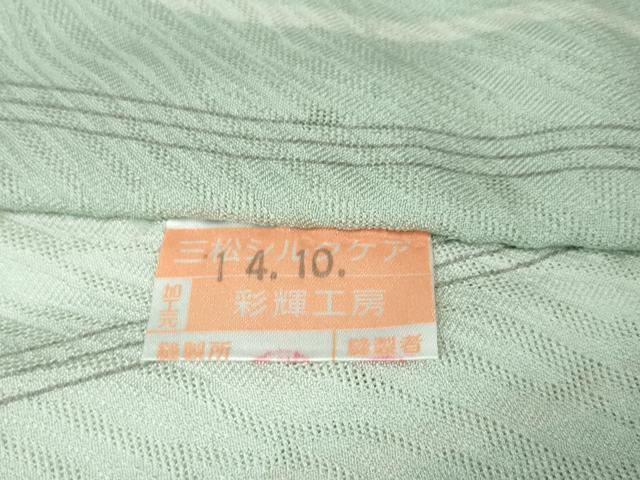 三松シルクケア
14.10.
加工元 彩輝工房
縫製所 縫製者